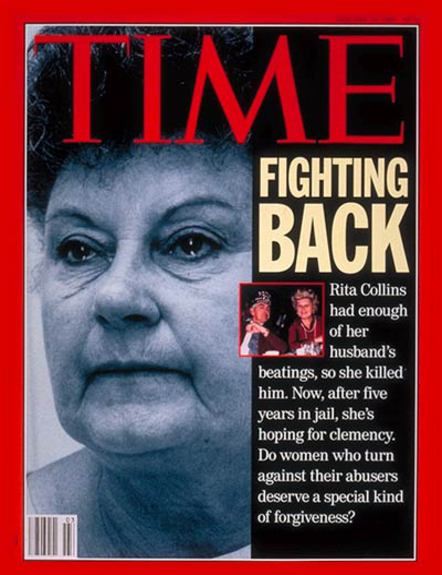 TIME
FIGHTING
BACK
Rita Collins
had enough
of her
husband's
beatings, so she killed
him. Now, after five
years in jail, she's
hoping for clemency.
Do women who turn
against their abusers
deserve a special kind
of forgiveness?
03